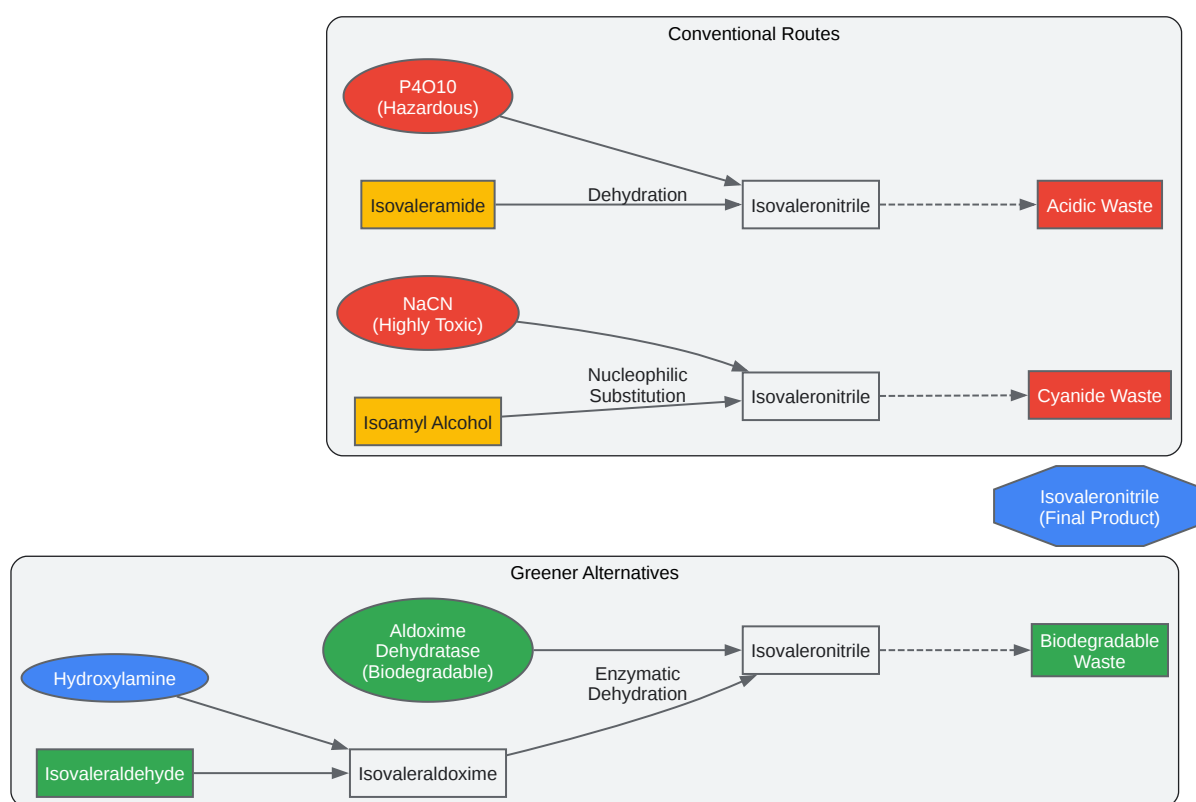 Conventional Routes
P4O10
(Hazardous)
Isovaleramide
Dehydration
Isovaleronitrile
Acidic Waste
NaCN
(Highly Toxic)
Isoamyl Alcohol
Nucleophilic
Substitution
Isovaleronitrile
Cyanide Waste
Isovaleronitrile
(Final Product)
Greener Alternatives
Hydroxylamine
Isovaleraldehyde
Isovaleraldoxime
Aldoxime
Dehydratase
(Biodegradable)
Enzymatic
Dehydration
Isovaleronitrile
Biodegradable
Waste